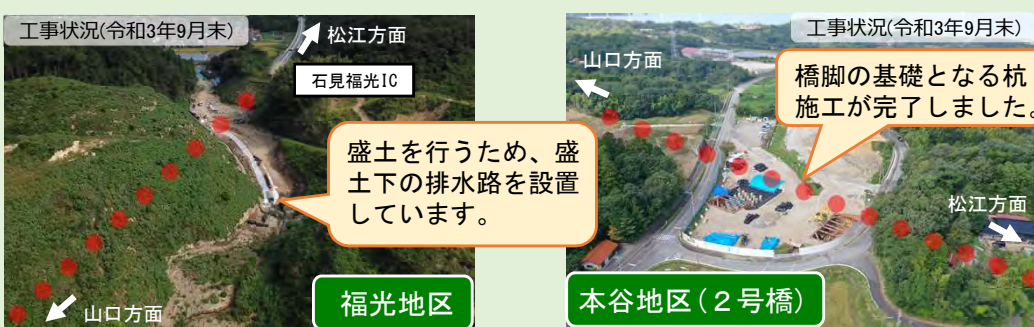 工事状況(令和3年9月末)
松江方面
石見福光IC
盛土を行うため、盛
土下の排水路を設置
しています。
福光地区
山口方面
工事状況(令和3年9月末)
山口方面
橋脚の基礎となる杭
施工が完了しました。
松江方面
本谷地区(２号橋)